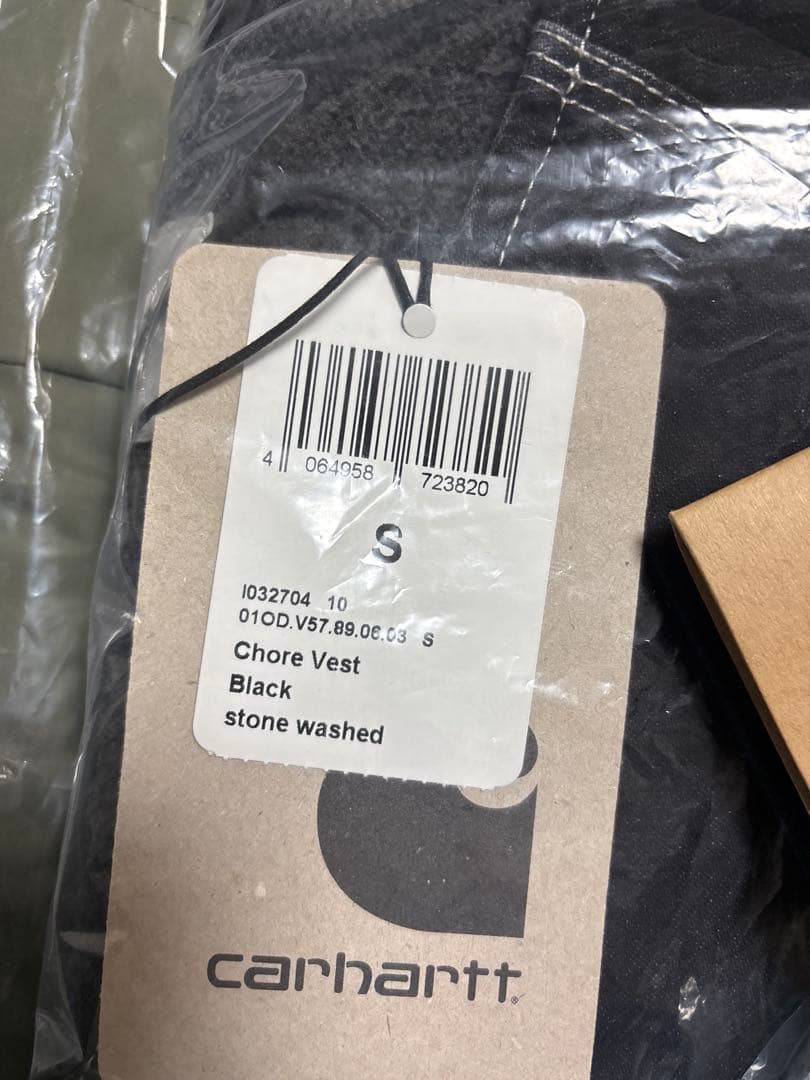 4 064958 723820
S
I032704 10
01OD.V57.89.06.03 S
Chore Vest
Black
stone washed
carhartt®